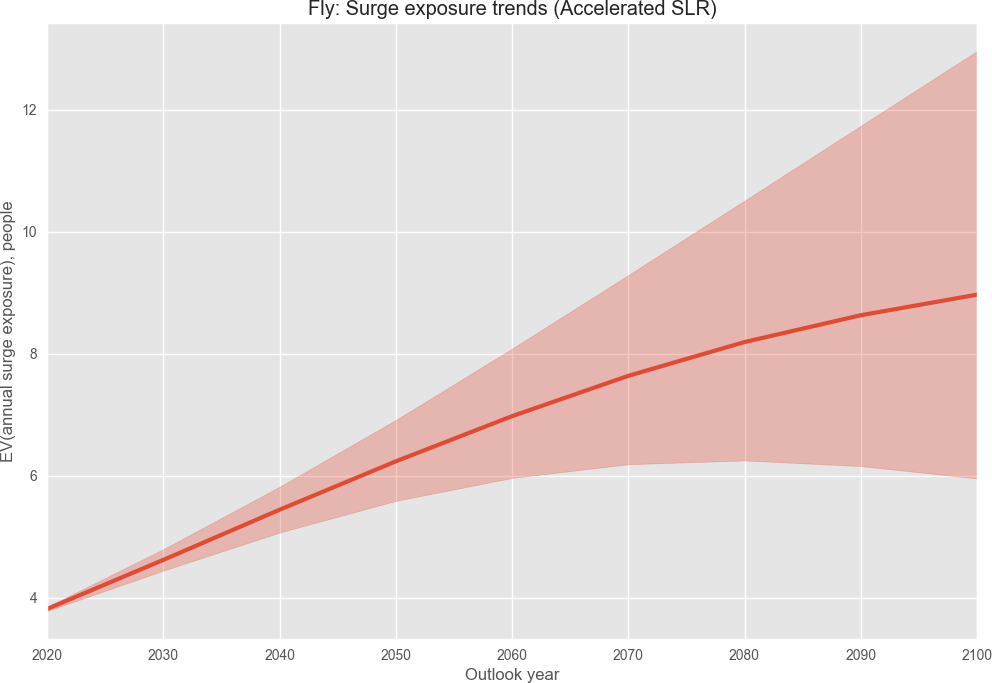 Fly: Surge exposure trends (Accelerated SLR)
EV(annual surge exposure), people
12
10
8
6
4
2020 2030 2040 2050 2060 2070 2080 2090 2100
Outlook year